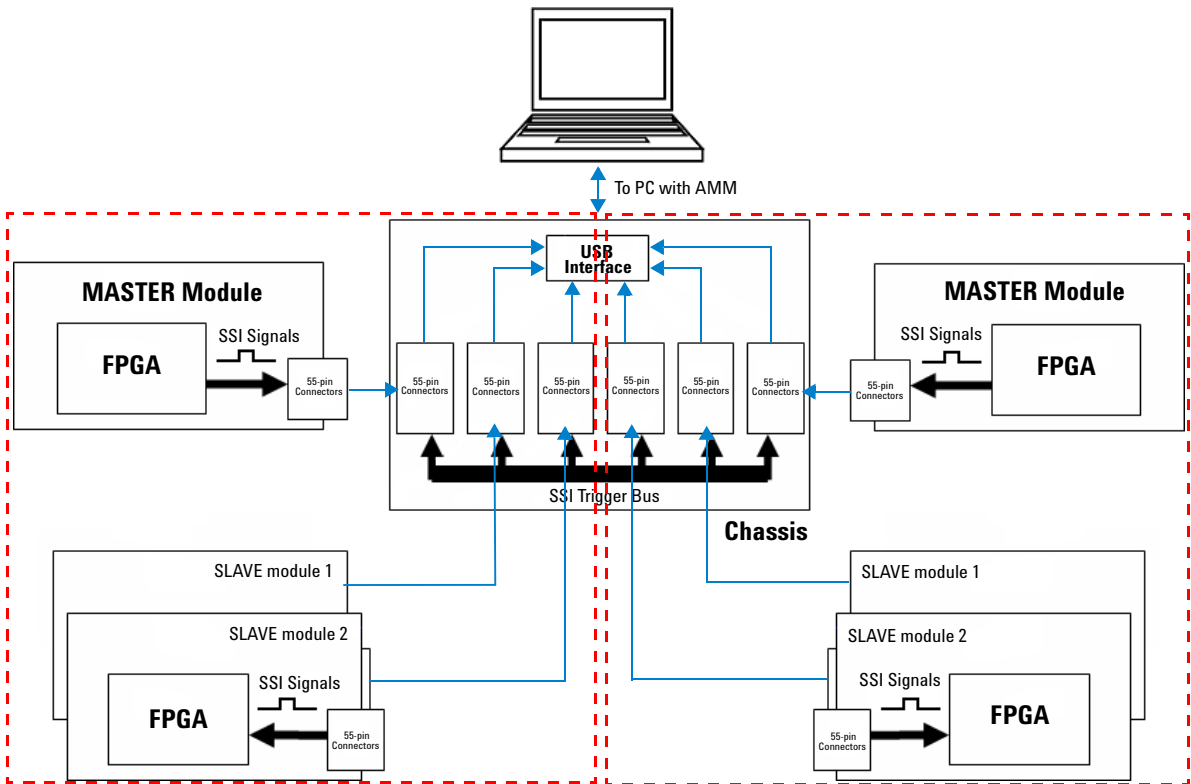 To PC with AMM
USB
Interface
MASTER Module
FPGA
SSI Signals
55-pin
Connectors
55-pin
Connectors
55-pin
Connectors
55-pin
Connectors
55-pin
Connectors
55-pin
Connectors
55-pin
Connectors
SSI Trigger Bus
Chassis
MASTER Module
SSI Signals
FPGA
55-pin
Connectors
SLAVE module 1
SLAVE module 2
SSI Signals
FPGA
55-pin
Connectors
SLAVE module 1
SLAVE module 2
SSI Signals
FPGA
55-pin
Connectors